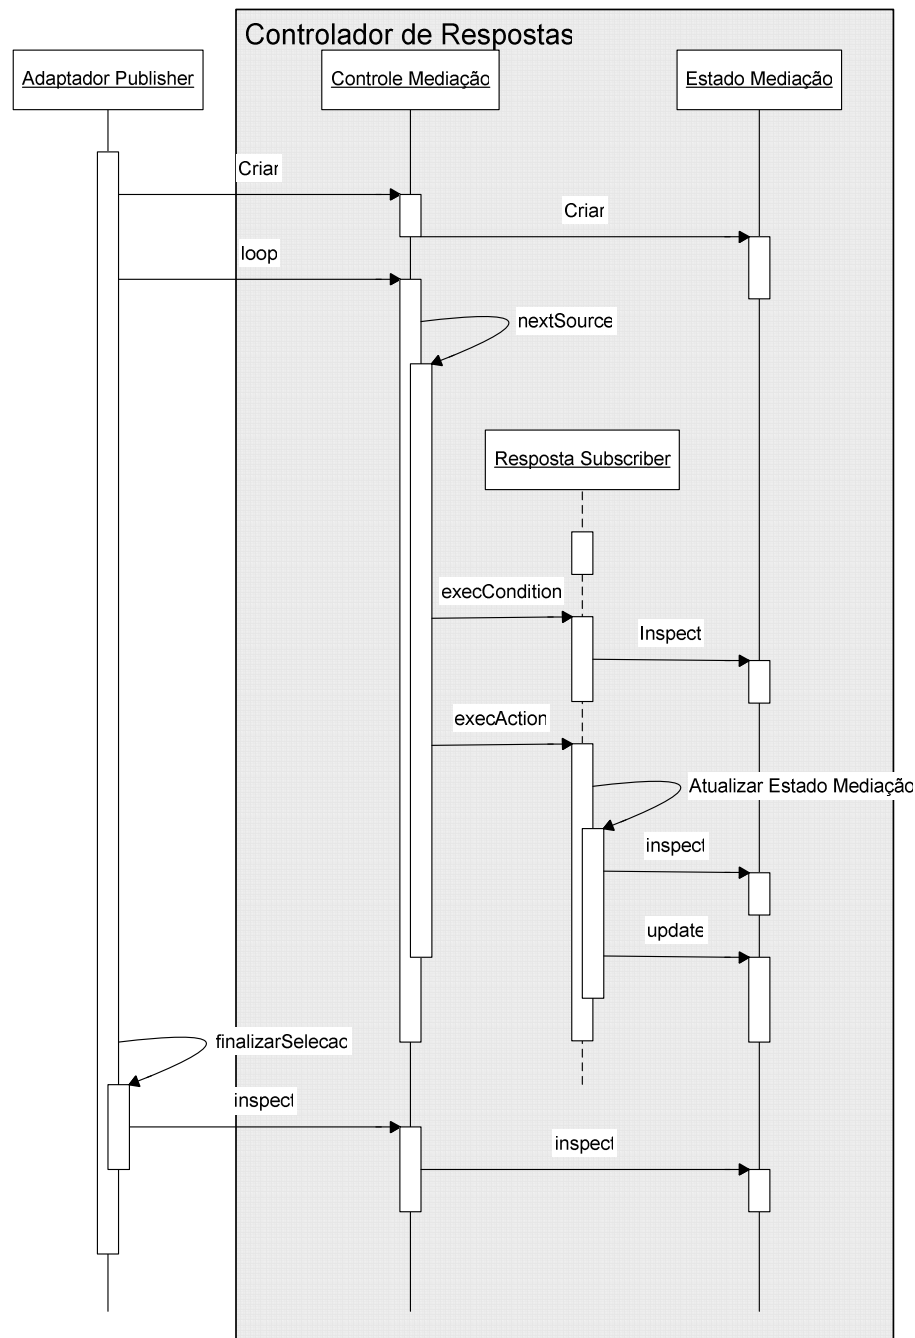 Controlador de Respostas
Adaptador Publisher
Controle Mediação
Estado Mediação
Criar
Criar
loop
nextSource
Resposta Subscriber
execCondition
Inspect
execAction
Atualizar Estado Mediação
inspect
update
finalizarSelecao
inspect
inspect